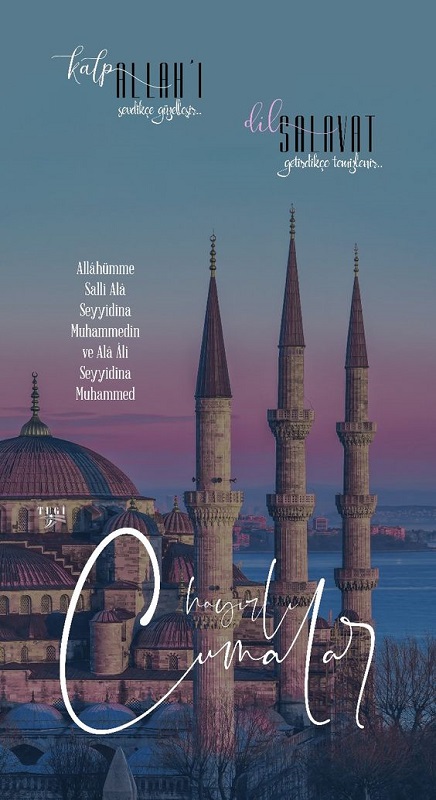 kalp ALLAH'I
sevdikçe güzelleşir..
dil SALAVAT
getirdikçe temizlenir..
Allâhümme
Salli Alâ
Seyyidina
Muhammedin
ve Alâ Âli
Seyyidina
Muhammed
TUGI
hayırlı
Cumalar